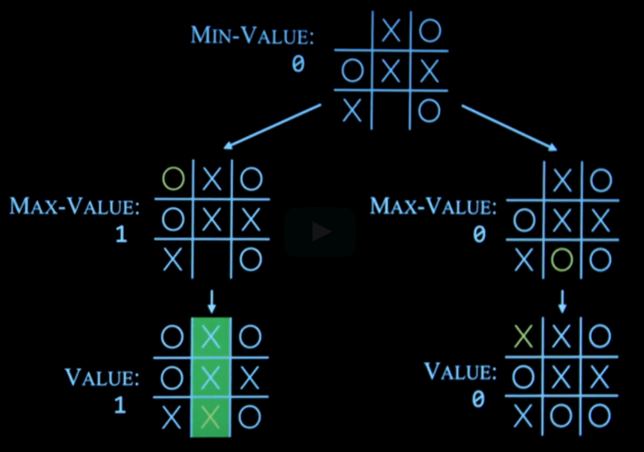 MIN-VALUE:
0
X O
O X X
X O
MAX-VALUE:
1
O X O
O X X
X O
MAX-VALUE:
0
X O
O X X
X O O
VALUE:
1
O X O
O X X
X X O
VALUE:
0
X X O
O X X
X O O